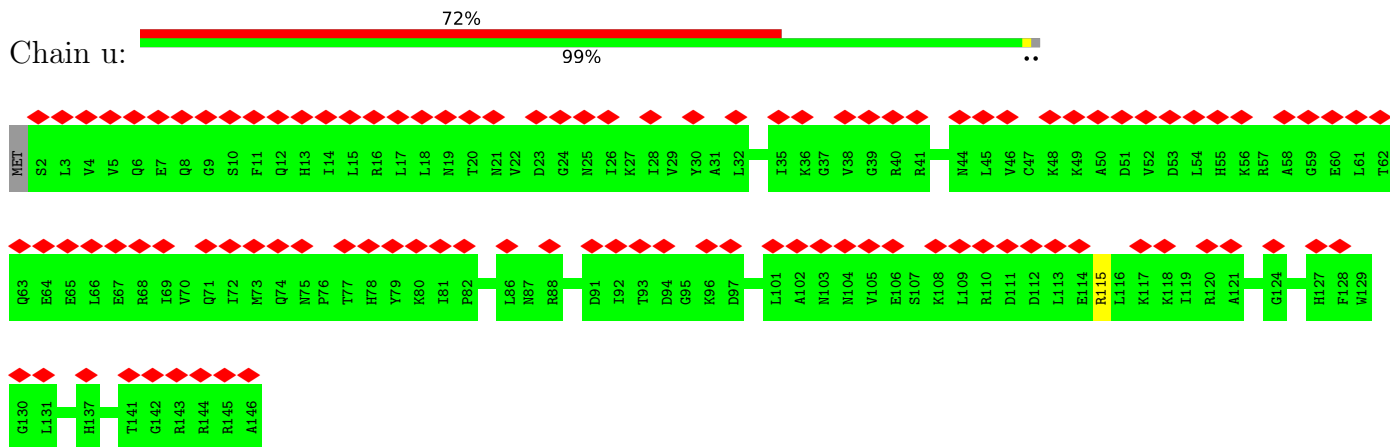 72%
Chain u:
99%
..
MET S2 L3 V4 V5 Q6 E7 Q8 G9 S10 F11 Q12 H13 I14 L15 R16 L17 L18 N19 T20 N21 V22 D23 G24 N25 I26 K27 I28 V29 Y30 A31 L32 I35 K36 G37 V38 G39 R40 R41 N44 L45 V46 C47 K48 K49 A50 D51 V52 D53 L54 H55 K56 R57 A58 G59 E60 L61 T62
Q63 E64 E65 L66 E67 R68 I69 V70 Q71 I72 M73 Q74 N75 P76 T77 H78 Y79 K80 I81 P82 L86 N87 R88 D91 I92 T93 D94 G95 K96 D97 L101 A102 N103 N104 V105 E106 S107 K108 L109 R110 D111 D112 L113 E114 R115 L116 K117 K118 I119 R120 A121 G124 H127 F128 W129
G130 L131 H137 T141 G142 R143 R144 R145 A146